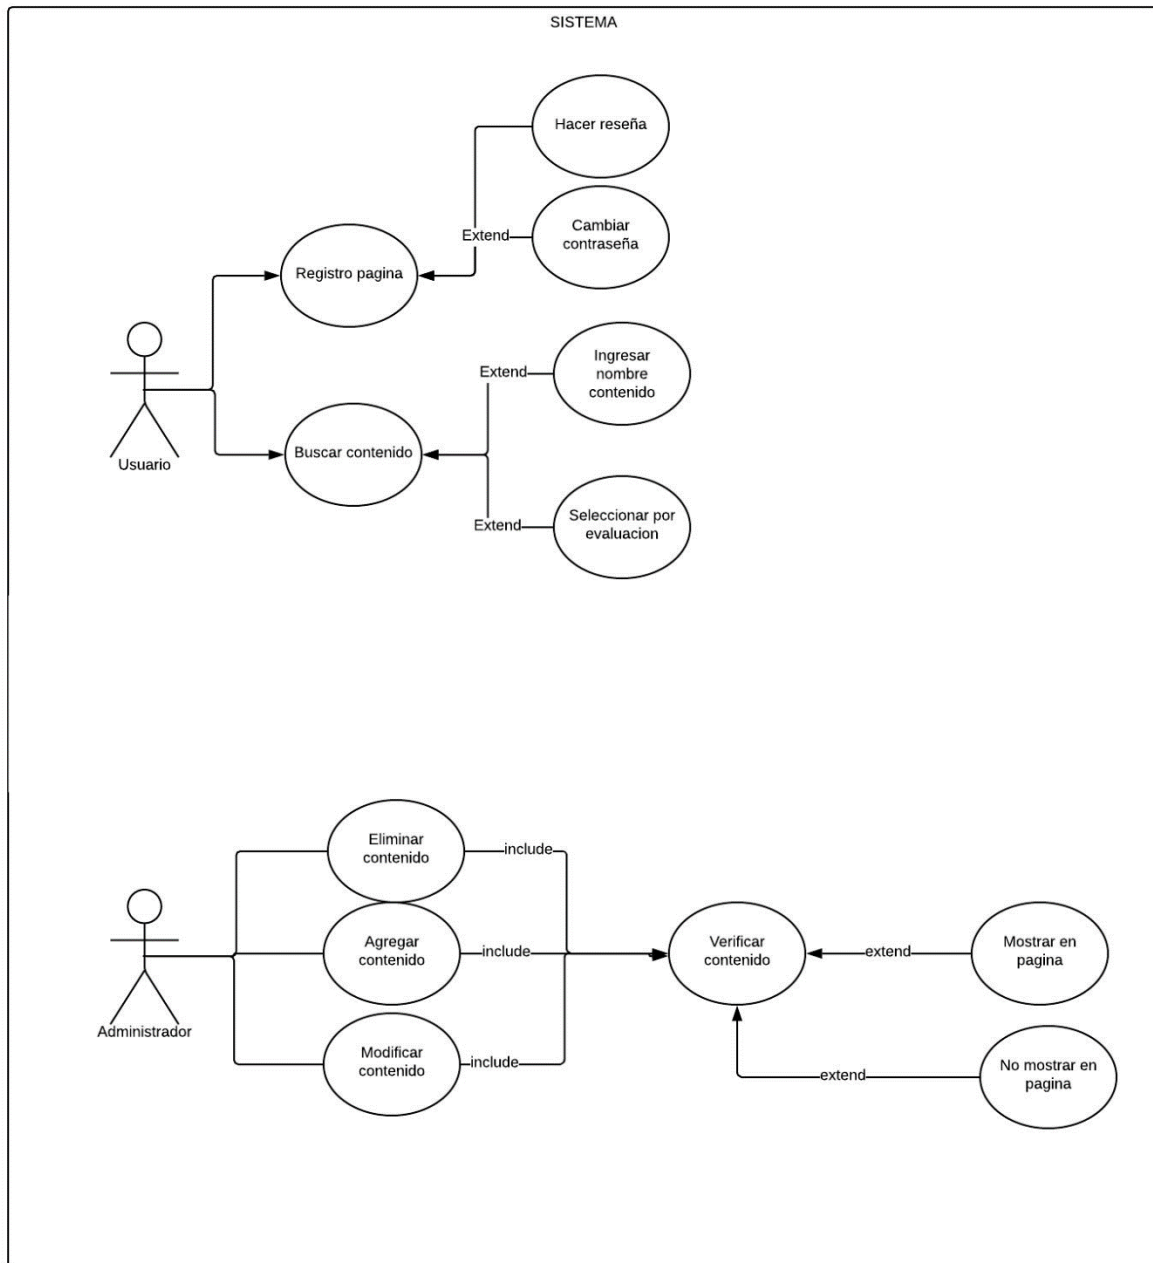 SISTEMA
Hacer reseña
Extend
Cambiar
contraseña
Registro pagina
Usuario
Extend
Ingresar
nombre
contenido
Buscar contenido
Extend
Seleccionar por
evaluacion
Eliminar
contenido
include
Administrador
Agregar
contenido
include
Modificar
contenido
include
Verificar
contenido
extend
Mostrar en
pagina
extend
No mostrar en
pagina